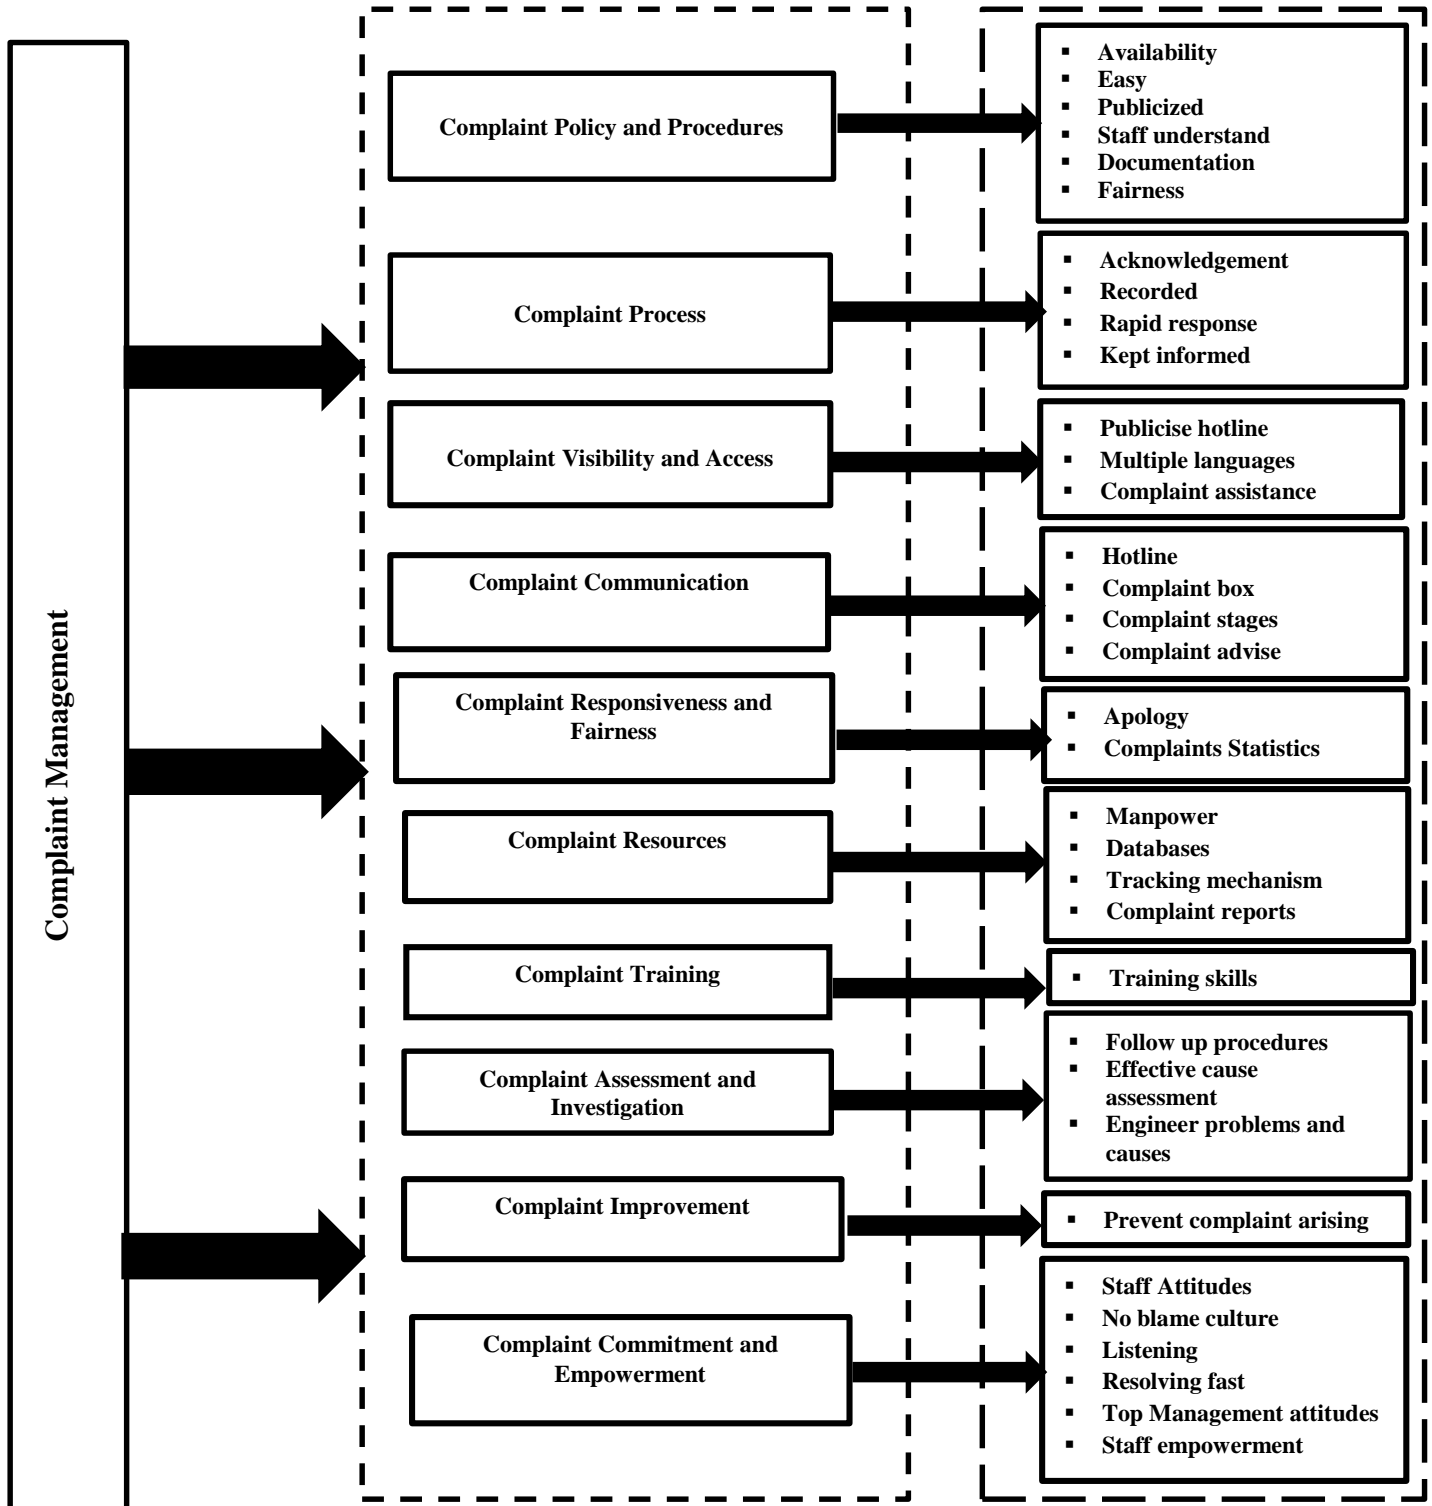 Complaint Management
Complaint Policy and Procedures
▪ Availability
▪ Easy
▪ Publicized
▪ Staff understand
▪ Documentation
▪ Fairness
Complaint Process
▪ Acknowledgement
▪ Recorded
▪ Rapid response
▪ Kept informed
Complaint Visibility and Access
▪ Publicise hotline
▪ Multiple languages
▪ Complaint assistance
Complaint Communication
▪ Hotline
▪ Complaint box
▪ Complaint stages
▪ Complaint advise
Complaint Responsiveness and
Fairness
▪ Apology
▪ Complaints Statistics
Complaint Resources
▪ Manpower
▪ Databases
▪ Tracking mechanism
▪ Complaint reports
Complaint Training
▪ Training skills
Complaint Assessment and
Investigation
▪ Follow up procedures
▪ Effective cause
assessment
▪ Engineer problems and
causes
Complaint Improvement
▪ Prevent complaint arising
Complaint Commitment and
Empowerment
▪ Staff Attitudes
▪ No blame culture
▪ Listening
▪ Resolving fast
▪ Top Management attitudes
▪ Staff empowerment